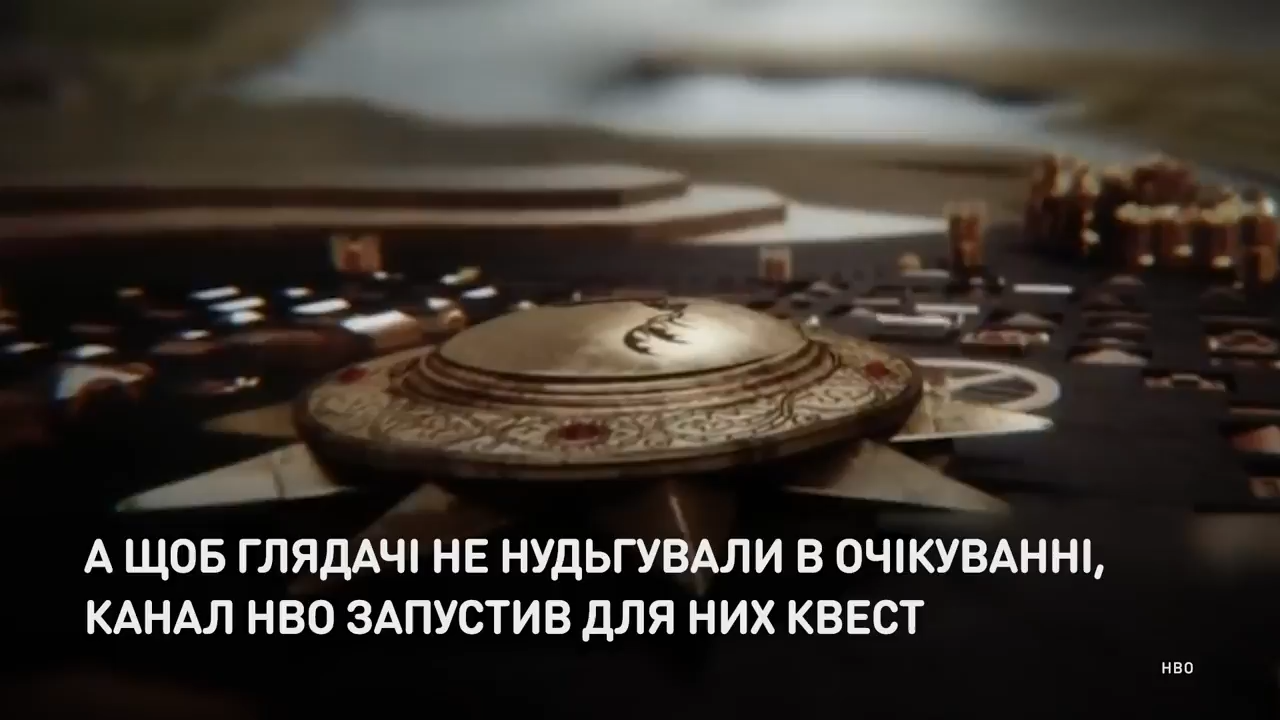 А ЩОБ ГЛЯДАЧІ НЕ НУДЬГУВАЛИ В ОЧІКУВАННІ,
КАНАЛ HBO ЗАПУСТИВ ДЛЯ НИХ КВЕСТ
HBO